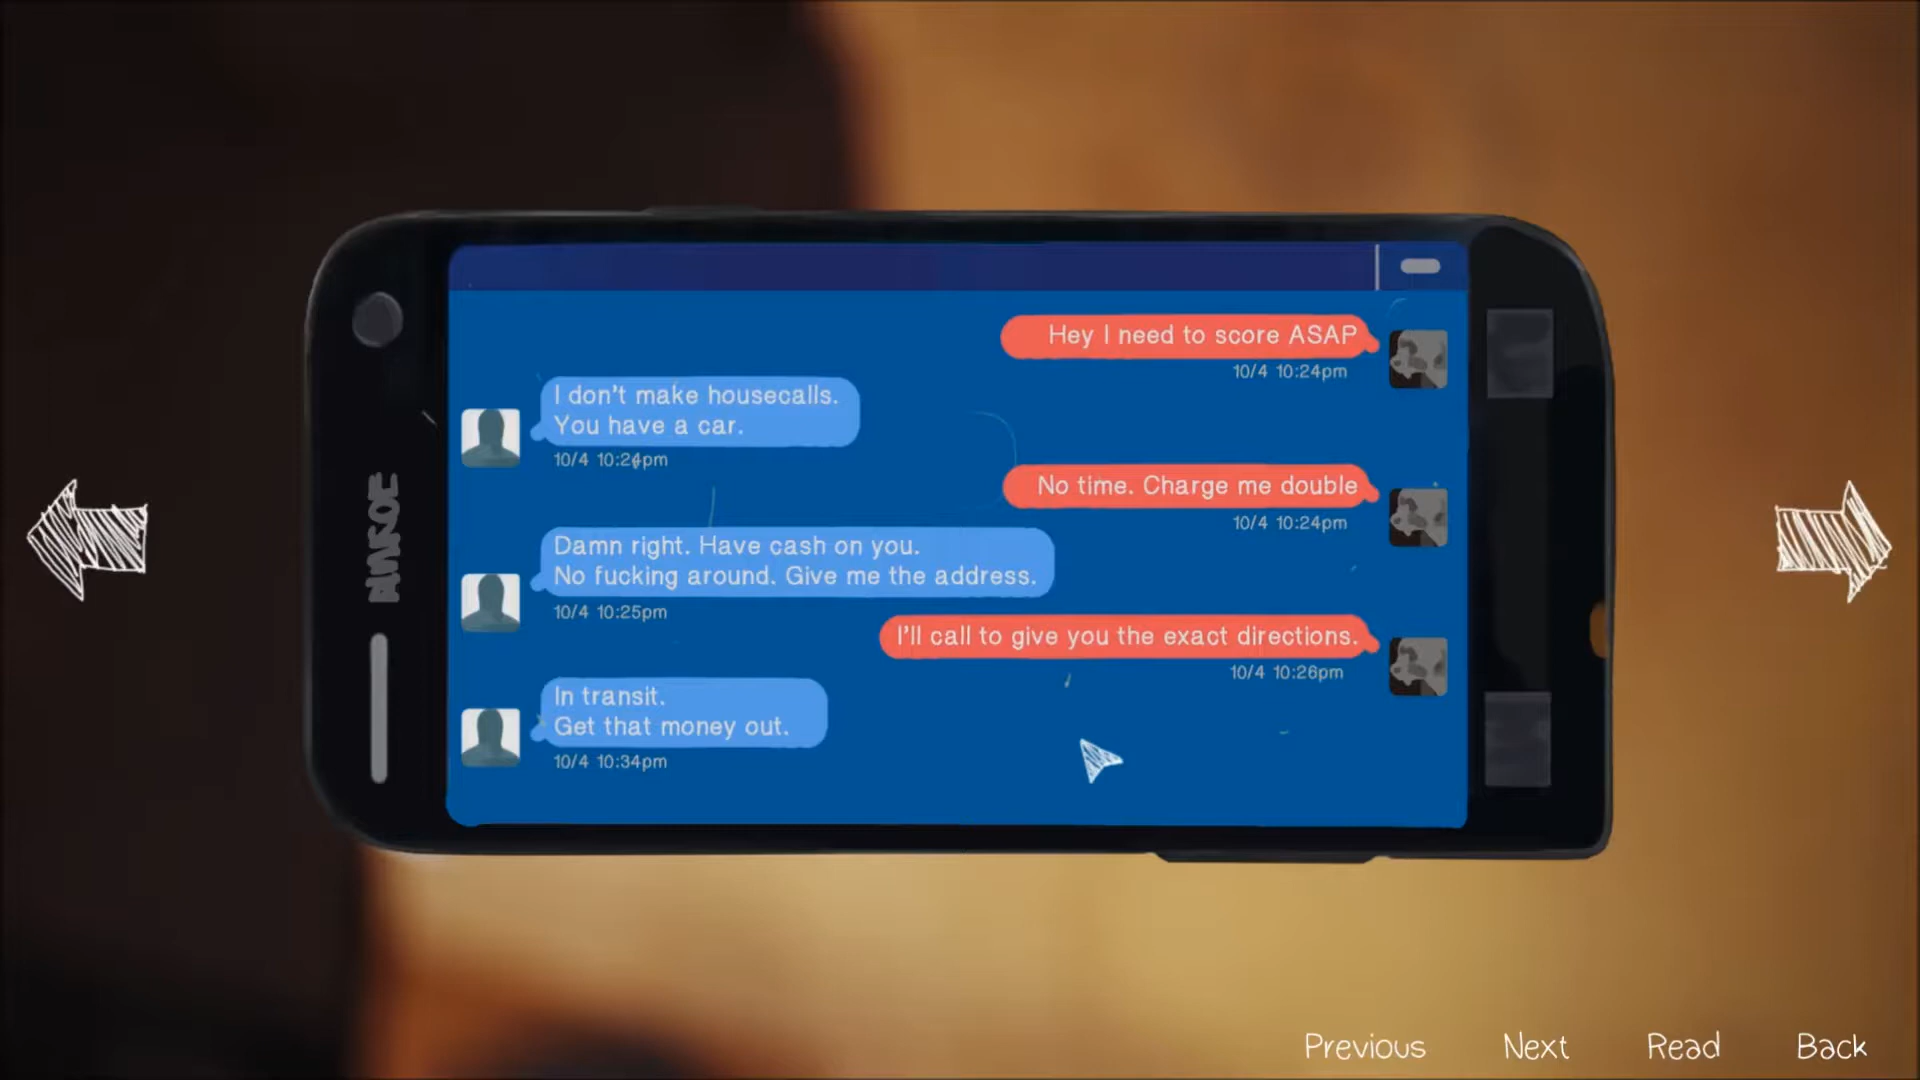 Hey I need to score ASAP
10/4 10:24pm
I don't make housecalls.
You have a car.
10/4 10:24pm
No time. Charge me double
10/4 10:24pm
Damn right. Have cash on you.
No fucking around. Give me the address.
10/4 10:25pm
I'll call to give you the exact directions.
10/4 10:26pm
In transit.
Get that money out.
10/4 10:34pm
Previous
Next
Read
Back